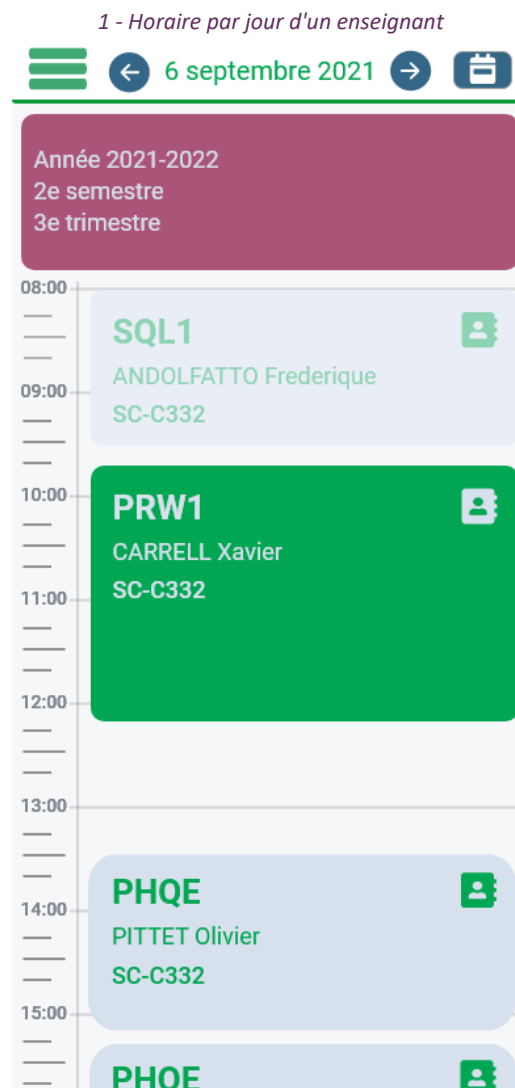 1 - Horaire par jour d'un enseignant
6 septembre 2021
Année 2021-2022
2e semestre
3e trimestre
08:00
SQL1
ANDOLFATTO Frederique
09:00
SC-C332
10:00
PRW1
CARRELL Xavier
11:00
SC-C332
12:00
13:00
PHQE
14:00
PITTET Olivier
SC-C332
15:00
PHQE